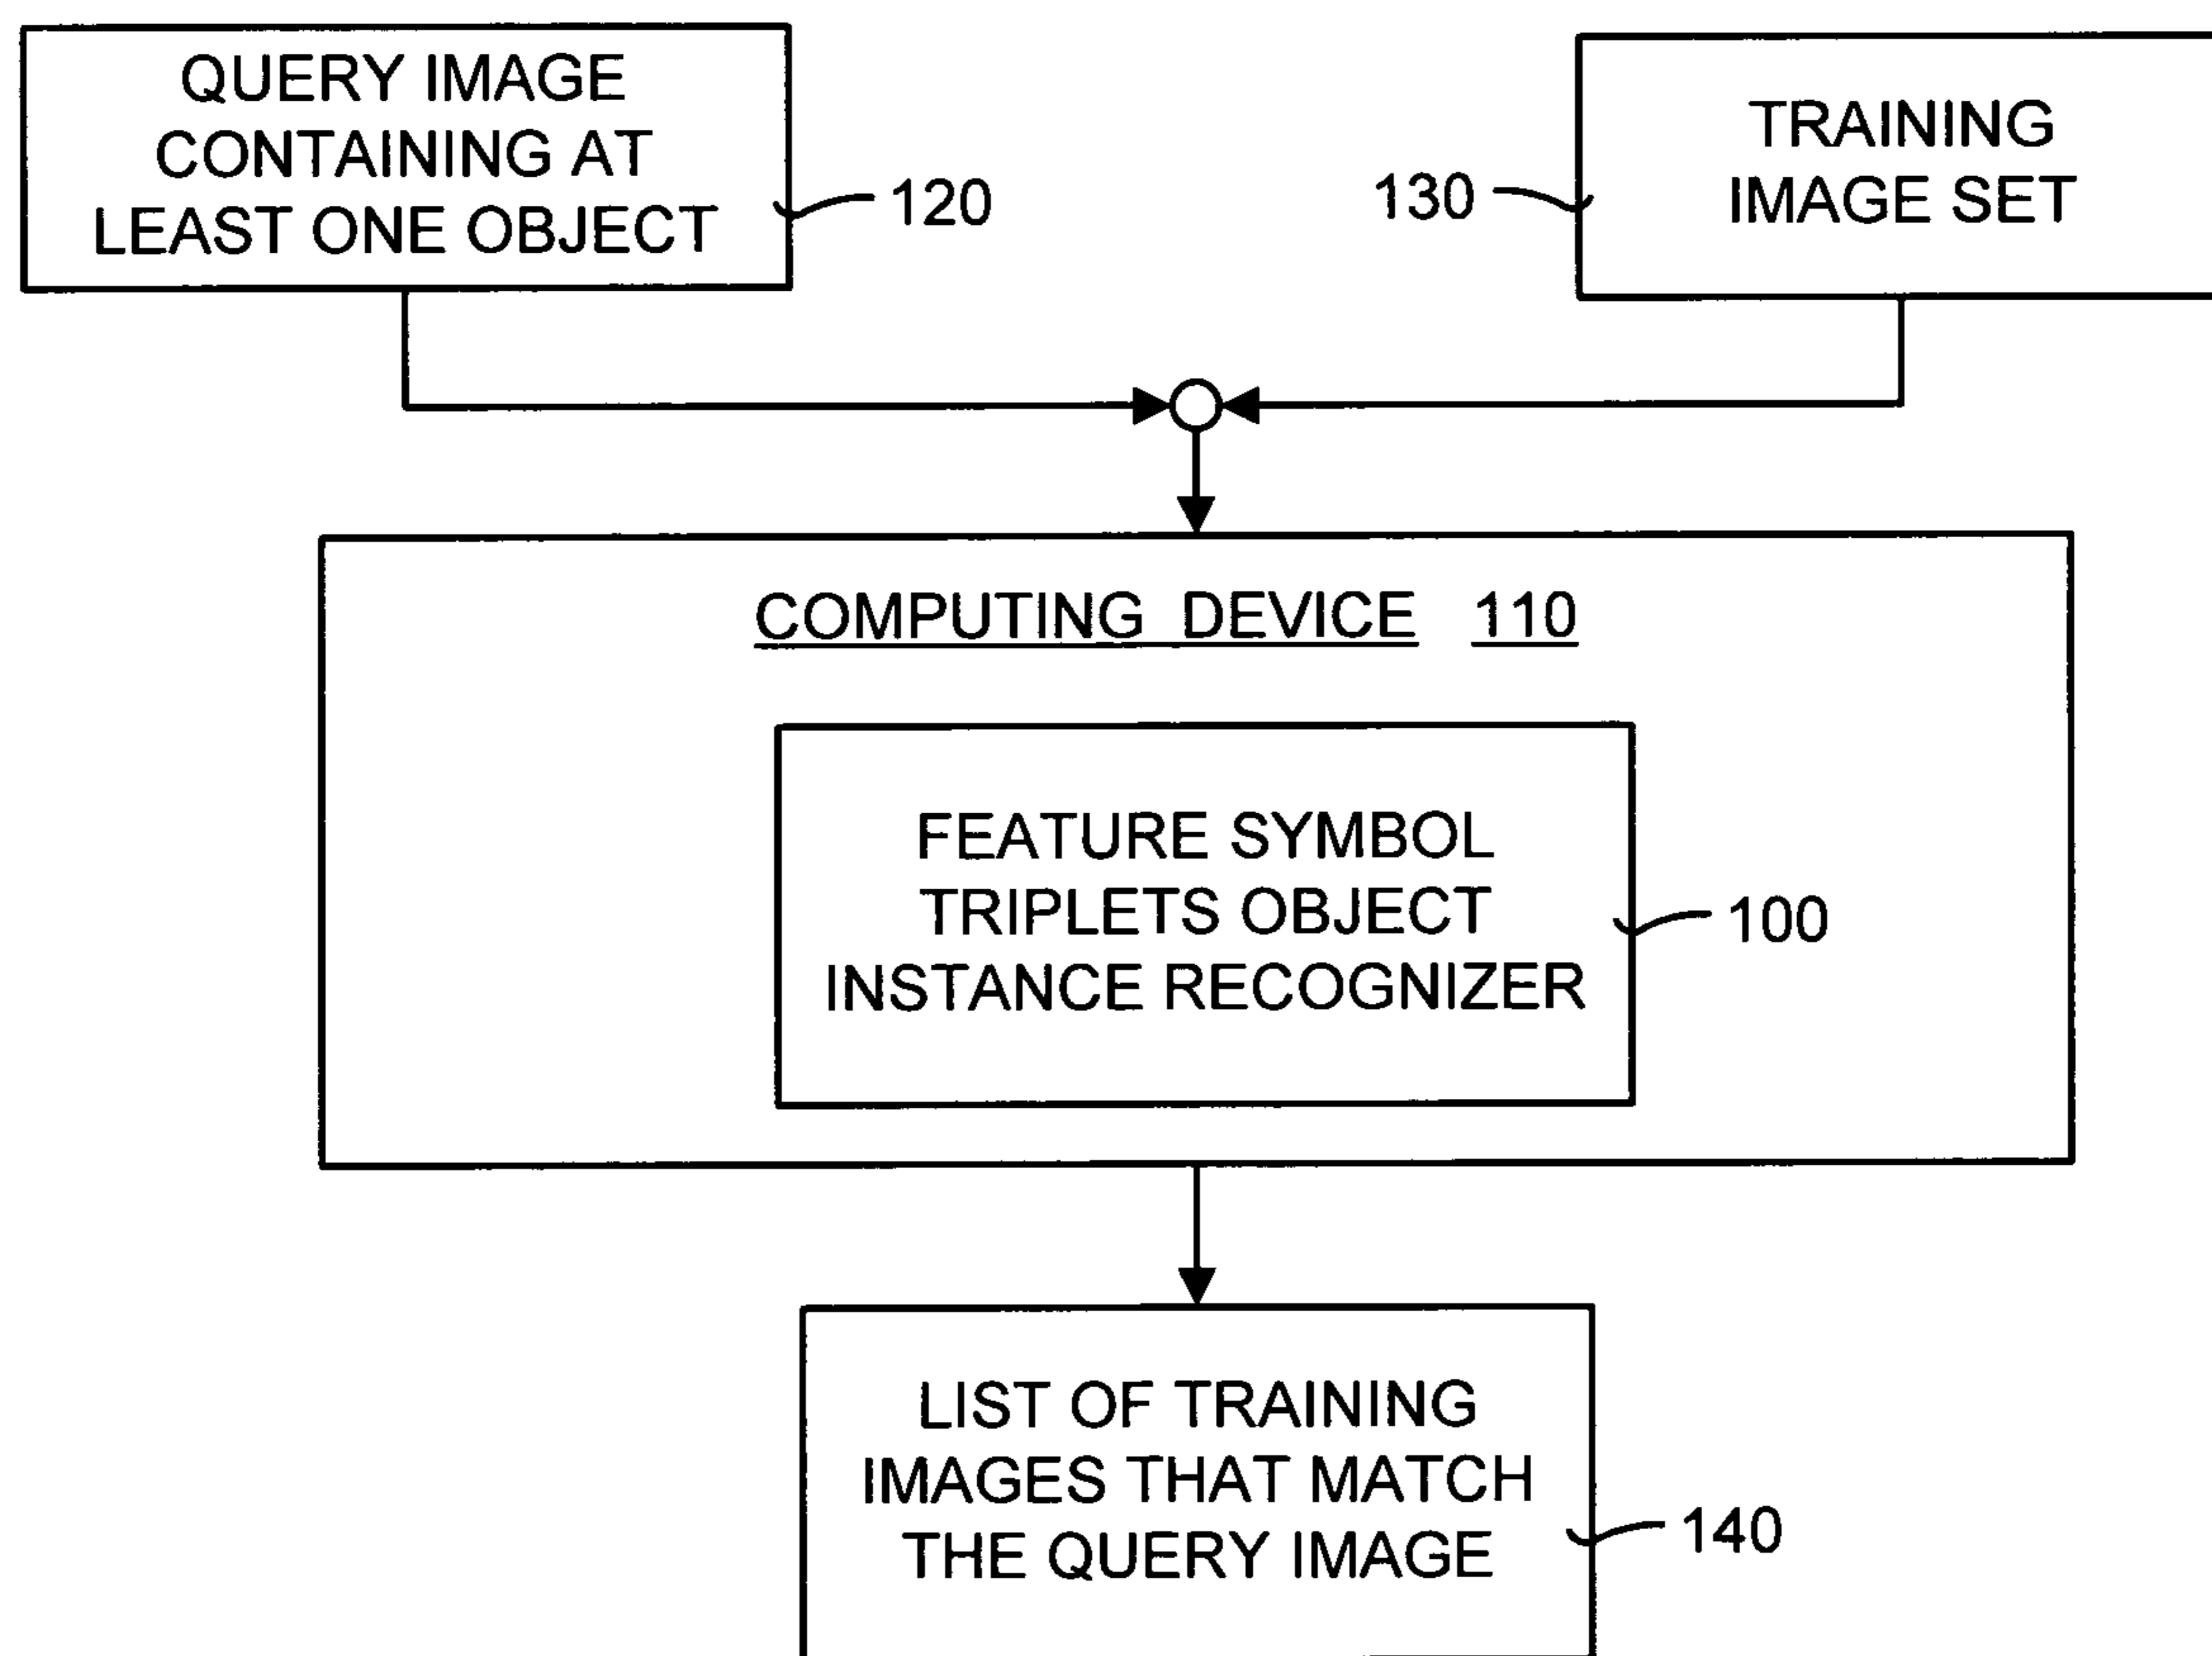 QUERY IMAGE
CONTAINING AT
LEAST ONE OBJECT
120
130
TRAINING
IMAGE SET
COMPUTING DEVICE 110
FEATURE SYMBOL
TRIPLETS OBJECT
INSTANCE RECOGNIZER
100
LIST OF TRAINING
IMAGES THAT MATCH
THE QUERY IMAGE
140